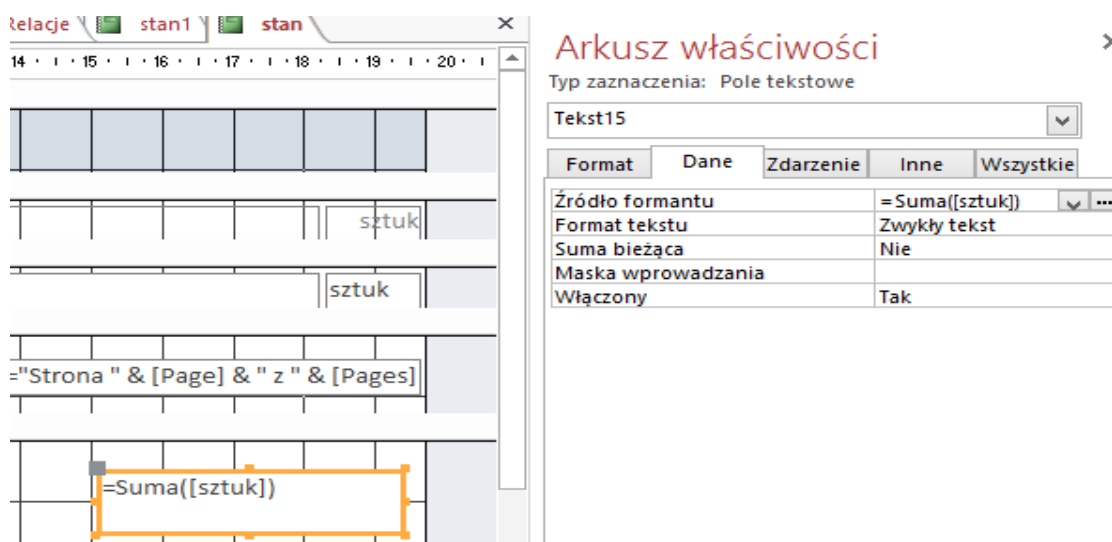 Relacje stan1 stan
14 15 16 17 18 19 20
sztuk
sztuk
="Strona " & [Page] & " z " & [Pages]
=Suma([sztuk])
Arkusz właściwości
Typ zaznaczenia: Pole tekstowe
Tekst15
Format Dane Zdarzenie Inne Wszystkie
Źródło formantu =Suma([sztuk])
Format tekstu Zwykły tekst
Suma bieżąca Nie
Maska wprowadzania
Włączony Tak